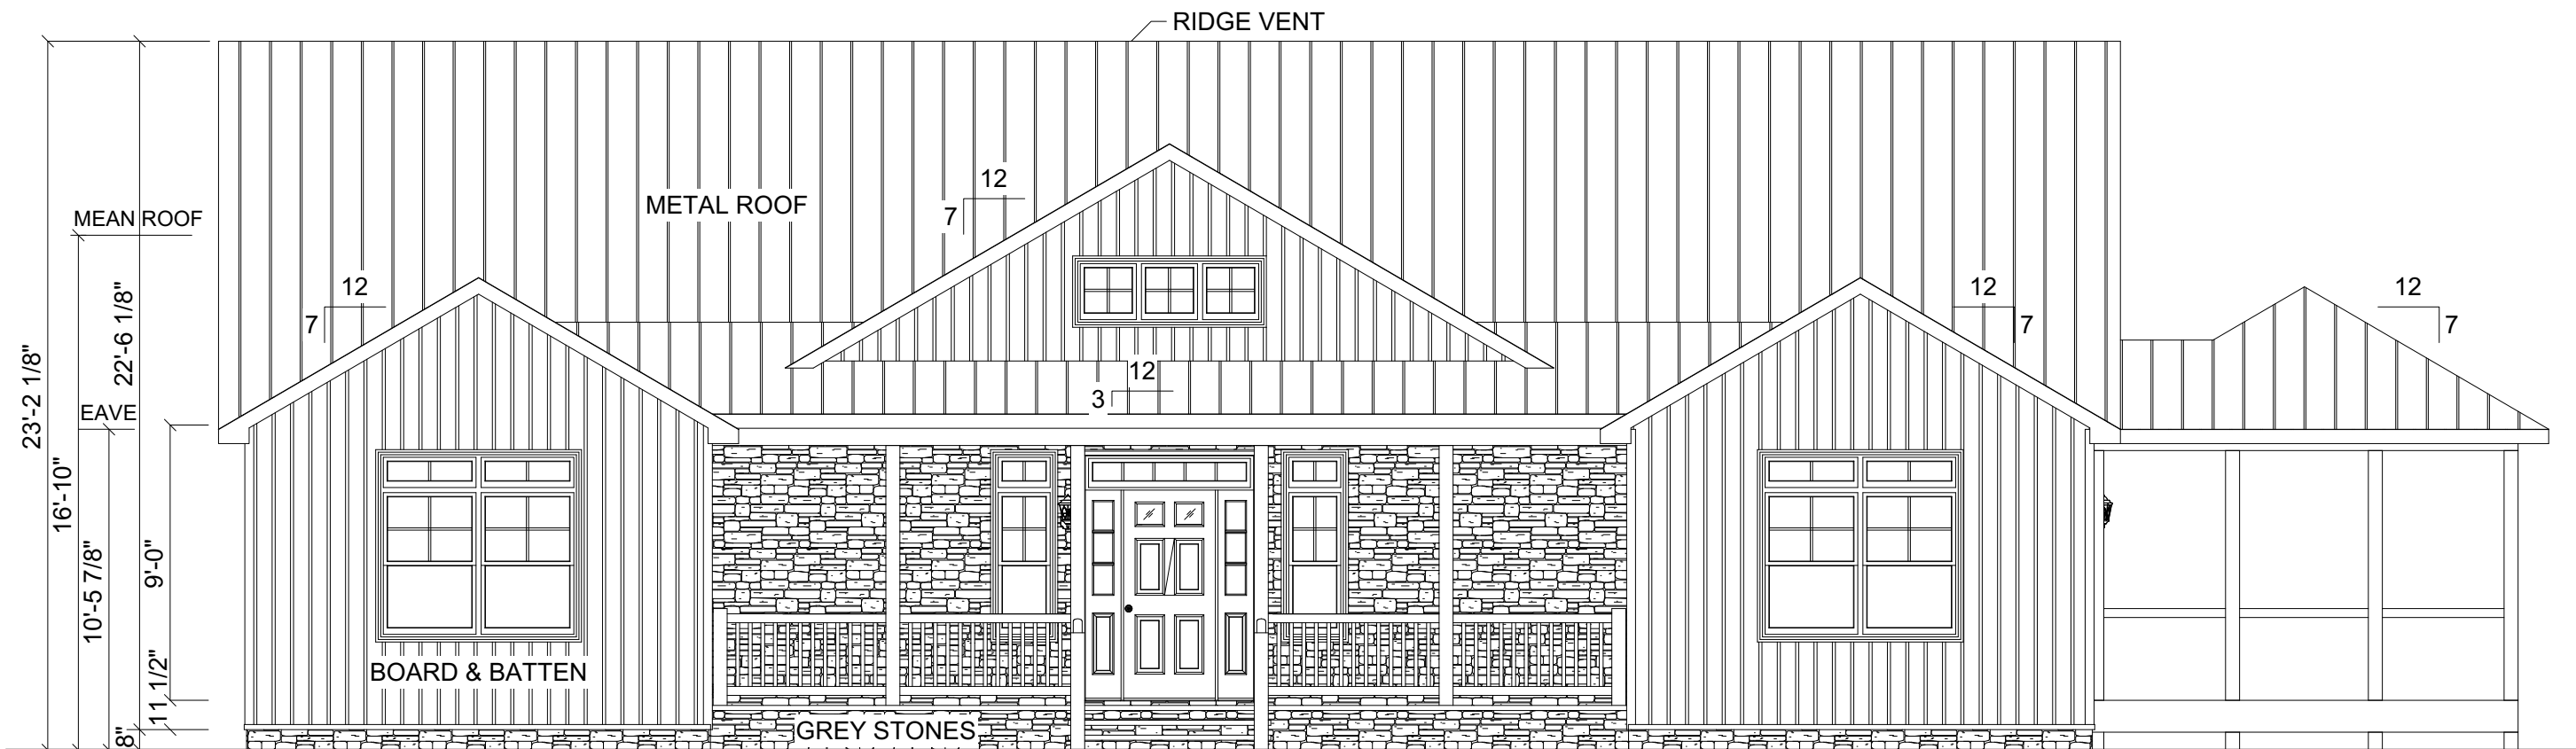 RIDGE VENT
12
7
METAL ROOF
MEAN ROOF
12
7
12
7
12
7
12
3
EAVE
23'-2 1/8"
16'-10"
10'-5 7/8"
22'-6 1/8"
9'-0"
11 1/2"
8"
BOARD & BATTEN
GREY STONES